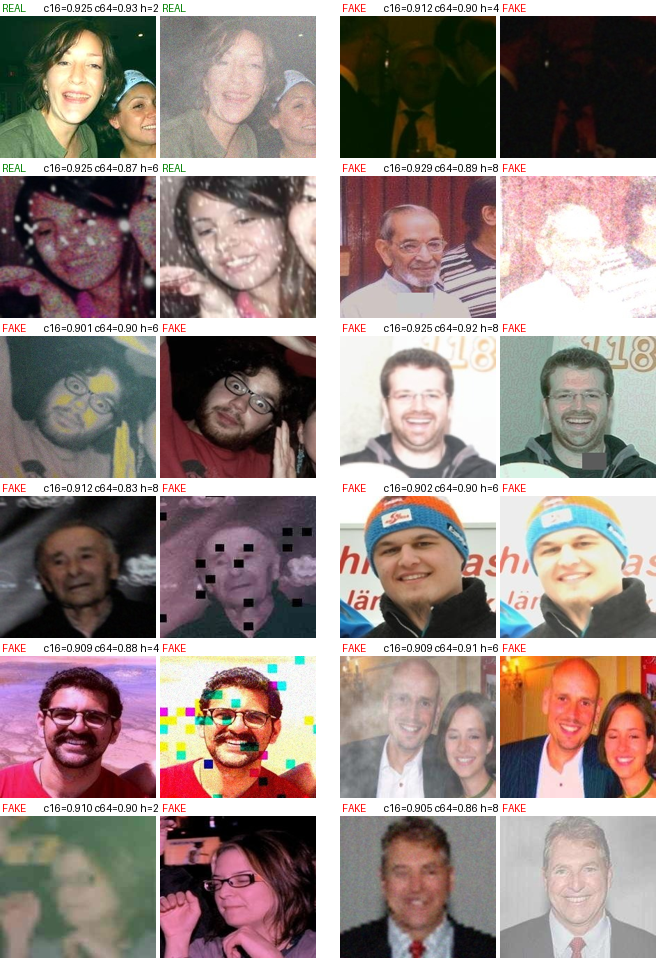 REAL c16=0.925 c64=0.93 h=2 REAL
FAKE c16=0.912 c64=0.90 h=4 FAKE
REAL c16=0.925 c64=0.87 h=6 REAL
FAKE c16=0.929 c64=0.89 h=8 FAKE
FAKE c16=0.901 c64=0.90 h=6 FAKE
FAKE c16=0.925 c64=0.92 h=8 FAKE
118
118
FAKE c16=0.912 c64=0.83 h=8 FAKE
FAKE c16=0.902 c64=0.90 h=6 FAKE
FAKE c16=0.909 c64=0.88 h=4 FAKE
FAKE c16=0.909 c64=0.91 h=6 FAKE
FAKE c16=0.910 c64=0.90 h=2 FAKE
FAKE c16=0.905 c64=0.86 h=8 FAKE